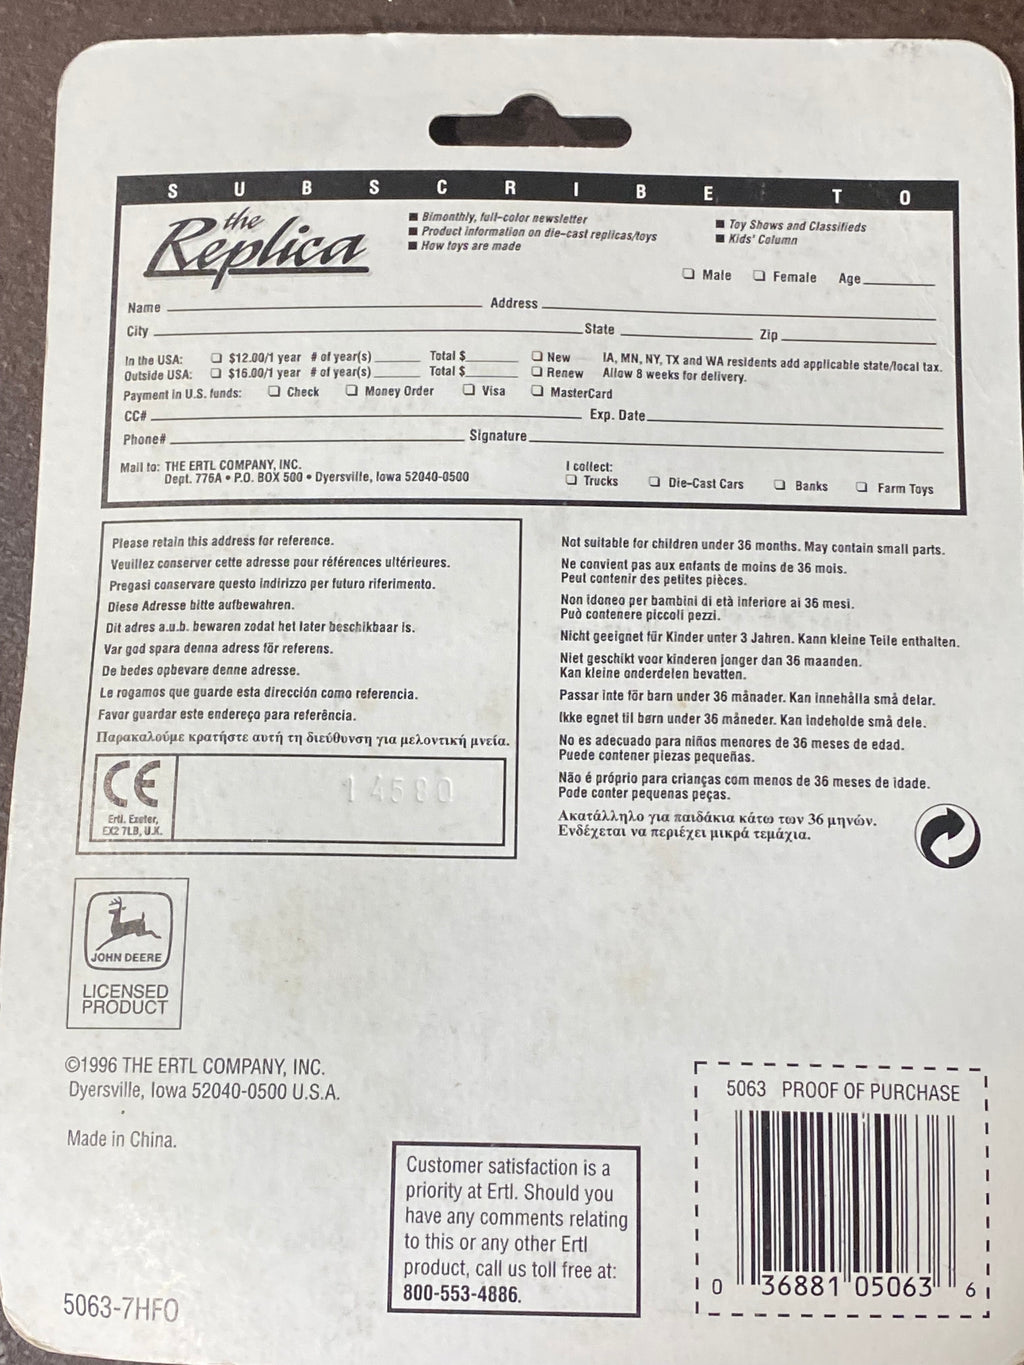 SUBSCRIBE TO
the
Replica
■ Bimonthly, full-color newsletter
■ Product information on die-cast replicas/toys
■ How toys are made
■ Toy Shows and Classifieds
■ Kids' Column
❑ Male ❑ Female Age
Name Address
City State Zip
In the USA: ❑ $12.00/1 year # of year(s) Total $ ❑ New IA, MN, NY, TX and WA residents add applicable state/local tax.
Outside USA: ❑ $16.00/1 year # of year(s) Total $ ❑ Renew Allow 8 weeks for delivery.
Payment in U.S. funds: ❑ Check ❑ Money Order ❑ Visa ❑ MasterCard
CC# Exp. Date
Phone# Signature
Mail to: THE ERTL COMPANY, INC.
Dept. 776A • P.O. BOX 500 • Dyersville, Iowa 52040-0500
I collect:
❑ Trucks ❑ Die-Cast Cars ❑ Banks ❑ Farm Toys
Please retain this address for reference.
Veuillez conserver cette adresse pour références ultérieures.
Pregasi conservare questo indirizzo per futuro riferimento.
Diese Adresse bitte aufbewahren.
Dit adres a.u.b. bewaren zodat het later beschikbaar is.
Var god spara denna adress för referens.
De bedes opbevare denne adresse.
Le rogamos que guarde esta dirección como referencia.
Favor guardar este endereço para referência.
Παρακαλούμε κρατήστε αυτή τη διεύθυνση για μελοντική μνεία.
CE
Ertl. Exeter,
EX2 7LB, U.K.
14580
Not suitable for children under 36 months. May contain small parts.
Ne convient pas aux enfants de moins de 36 mois.
Peut contenir des petites pièces.
Non idoneo per bambini di età inferiore ai 36 mesi.
Può contenere piccoli pezzi.
Nicht geeignet für Kinder unter 3 Jahren. Kann kleine Teile enthalten.
Niet geschikt voor kinderen jonger dan 36 maanden.
Kan kleine onderdelen bevatten.
Passar inte för barn under 36 månader. Kan innehålla små delar.
Ikke egnet til børn under 36 måneder. Kan indeholde små dele.
No es adecuado para niños menores de 36 meses de edad.
Puede contener piezas pequeñas.
Não é próprio para crianças com menos de 36 meses de idade.
Pode conter pequenas peças.
Ακατάλληλο για παιδάκια κάτω των 36 μηνών.
Ενδέχεται να περιέχει μικρά τεμάχια.
JOHN DEERE
LICENSED
PRODUCT
©1996 THE ERTL COMPANY, INC.
Dyersville, Iowa 52040-0500 U.S.A.
Made in China.
5063-7HFO
Customer satisfaction is a
priority at Ertl. Should you
have any comments relating
to this or any other Ertl
product, call us toll free at:
800-553-4886.
5063 PROOF OF PURCHASE
0 36881 05063 6